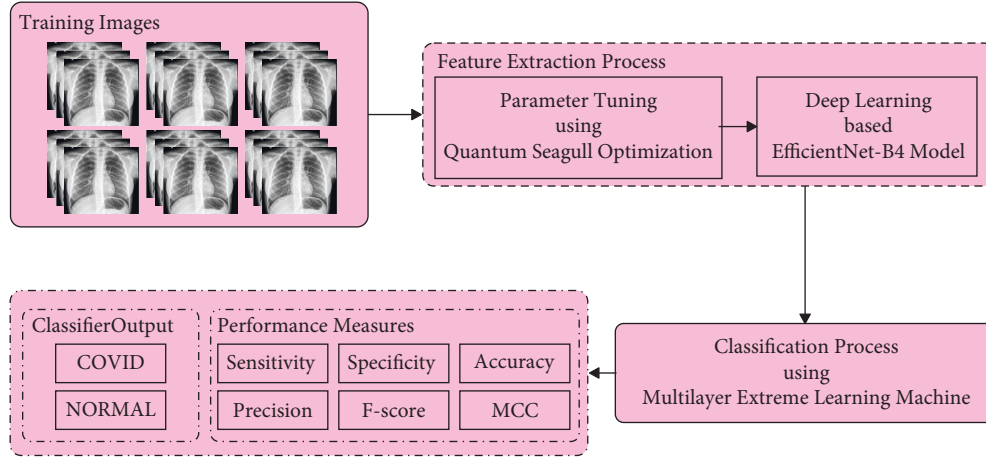 Training Images
Feature Extraction Process
Parameter Tuning
using
Quantum Seagull Optimization
Deep Learning
based
EfficientNet-B4 Model
ClassifierOutput
COVID
NORMAL
Performance Measures
Sensitivity
Specificity
Accuracy
Precision
F-score
MCC
Classification Process
using
Multilayer Extreme Learning Machine